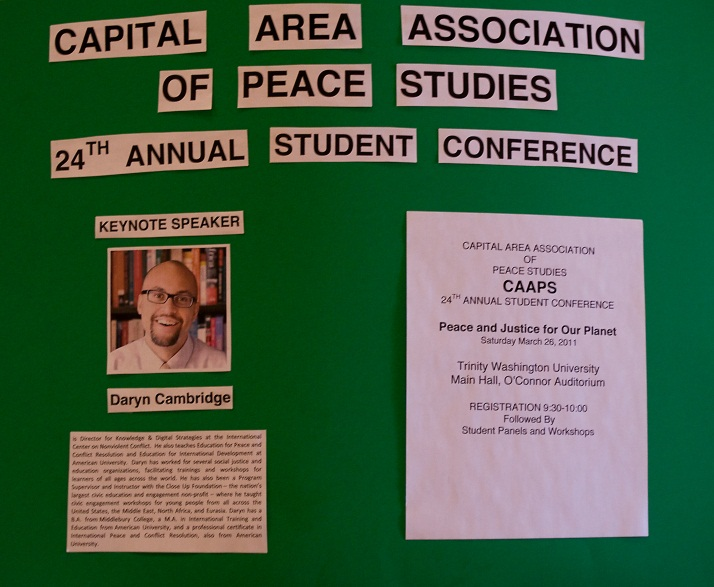 CAPITAL AREA ASSOCIATION
OF PEACE STUDIES
24TH ANNUAL STUDENT CONFERENCE
KEYNOTE SPEAKER
Daryn Cambridge
is Director for Knowledge & Digital Strategies at the International
Center on Nonviolent Conflict. He also teaches Education for Peace and
Conflict Resolution and Education for International Development at
American University. Daryn has worked for several social justice and
education organizations, facilitating trainings and workshops for
learners of all ages across the world. He has also been a Program
Supervisor and Instructor with the Close Up Foundation – the nation's
largest civic education and engagement non-profit – where he taught
civic engagement workshops for young people from all across the
United States, the Middle East, North Africa, and Eurasia. Daryn has a
B.A. from Middlebury College, a M.A. in International Training and
Education from American University, and a professional certificate in
International Peace and Conflict Resolution, also from American
University.
CAPITAL AREA ASSOCIATION
OF
PEACE STUDIES
CAAPS
24TH ANNUAL STUDENT CONFERENCE
Peace and Justice for Our Planet
Saturday March 26, 2011
Trinity Washington University
Main Hall, O'Connor Auditorium
REGISTRATION 9:30-10:00
Followed By
Student Panels and Workshops